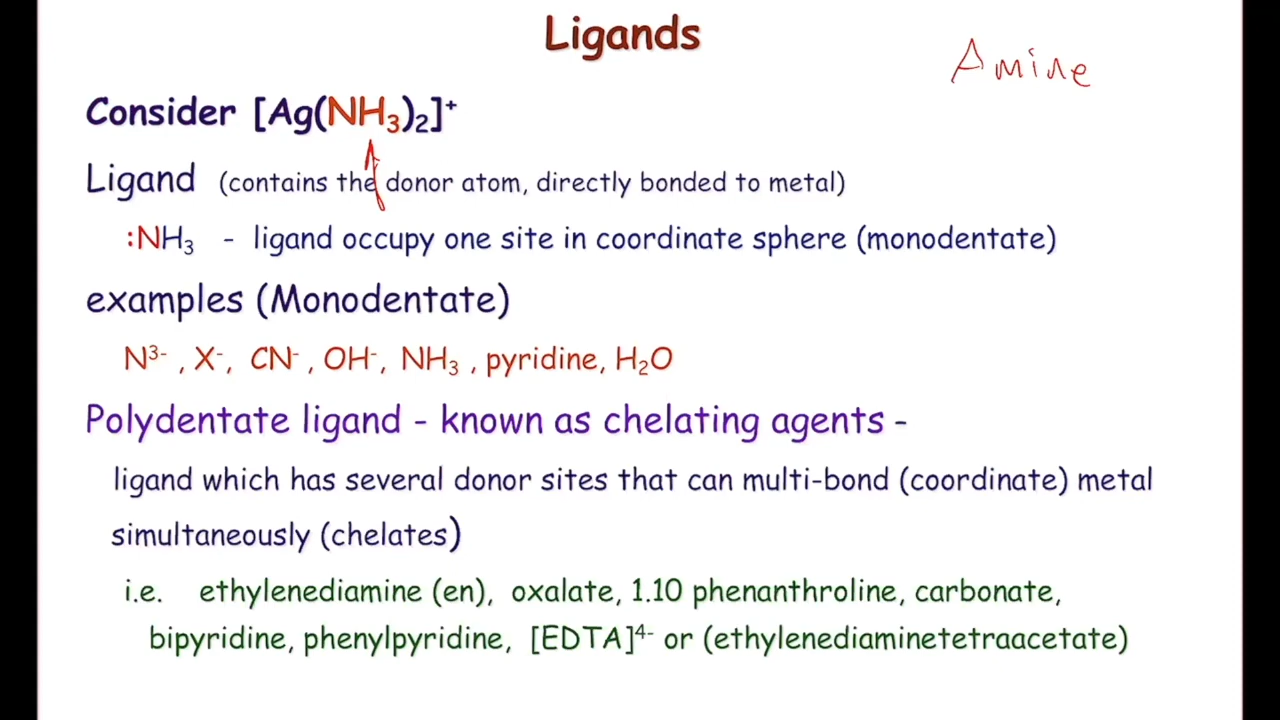 Ligands
Amine
Consider [Ag(NH₃)₂]⁺
Ligand (contains the donor atom, directly bonded to metal)
:NH₃ - ligand occupy one site in coordinate sphere (monodentate)
examples (Monodentate)
N³⁻ , X⁻, CN⁻ , OH⁻, NH₃ , pyridine, H₂O
Polydentate ligand - known as chelating agents -
ligand which has several donor sites that can multi-bond (coordinate) metal
simultaneously (chelates)
i.e. ethylenediamine (en), oxalate, 1.10 phenanthroline, carbonate,
bipyridine, phenylpyridine, [EDTA]⁴⁻ or (ethylenediaminetetraacetate)